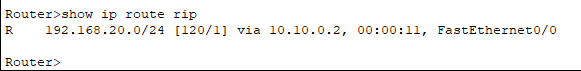 Router>show ip route rip
R    192.168.20.0/24 [120/1] via 10.10.0.2, 00:00:11, FastEthernet0/0
Router>